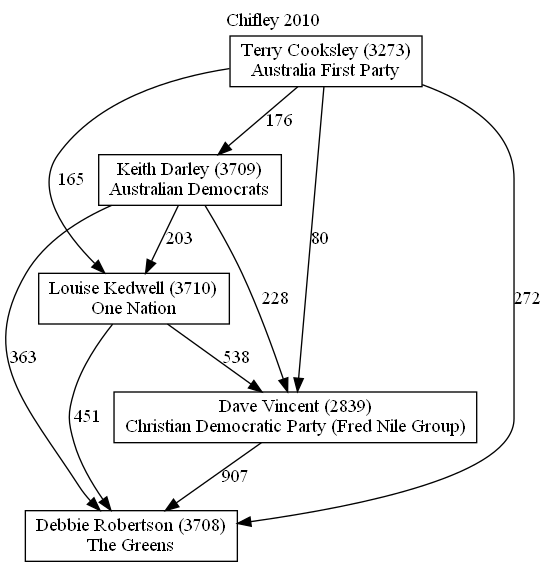 Chifley 2010
Terry Cooksley (3273)
Australia First Party
176
Keith Darley (3709)
Australian Democrats
165
203
80
Louise Kedwell (3710)
One Nation
228
272
363
538
Dave Vincent (2839)
Christian Democratic Party (Fred Nile Group)
451
907
Debbie Robertson (3708)
The Greens